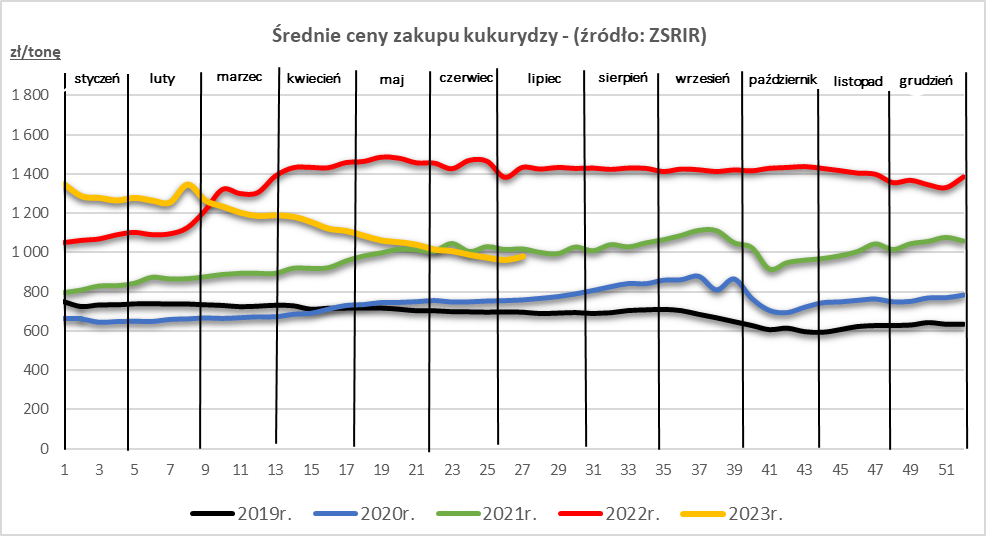 Średnie ceny zakupu kukurydzy - (źródło: ZSRIR)
zł/tonę
styczeń luty marzec kwiecień maj czerwiec lipiec sierpień wrzesień październik listopad grudzień
1 800
1 600
1 400
1 200
1 000
800
600
400
200
0
1 3 5 7 9 11 13 15 17 19 21 23 25 27 29 31 33 35 37 39 41 43 45 47 49 51
2019r. 2020r. 2021r. 2022r. 2023r.